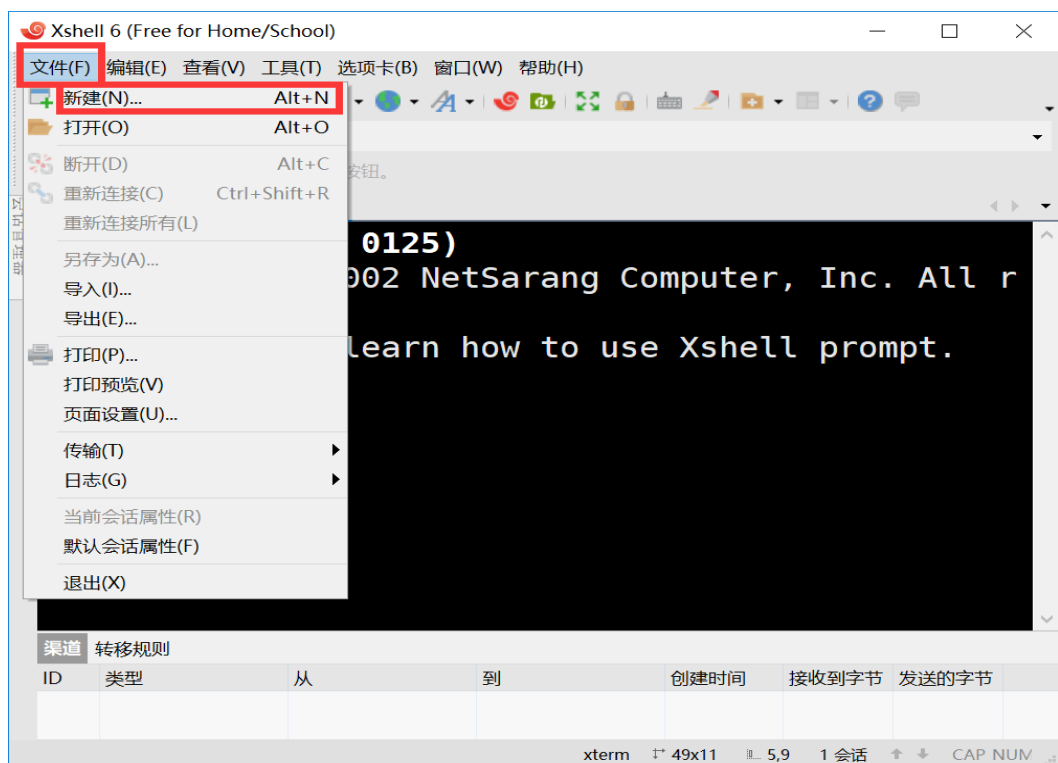 Xshell 6 (Free for Home/School)
文件(F) 编辑(E) 查看(V) 工具(T) 选项卡(B) 窗口(W) 帮助(H)
新建(N)... Alt+N
打开(O) Alt+O
断开(D) Alt+C
按钮。
重新连接(C) Ctrl+Shift+R
重新连接所有(L)
另存为(A)...
导入(I)...
导出(E)...
打印(P)...
打印预览(V)
页面设置(U)...
传输(T)
日志(G)
当前会话属性(R)
默认会话属性(F)
退出(X)
0125)
002 NetSarang Computer, Inc. All r
learn how to use Xshell prompt.
渠道 转移规则
ID 类型 从 到 创建时间 接收到字节 发送的字节
xterm 49x11 5,9 1 会话 CAP NUM